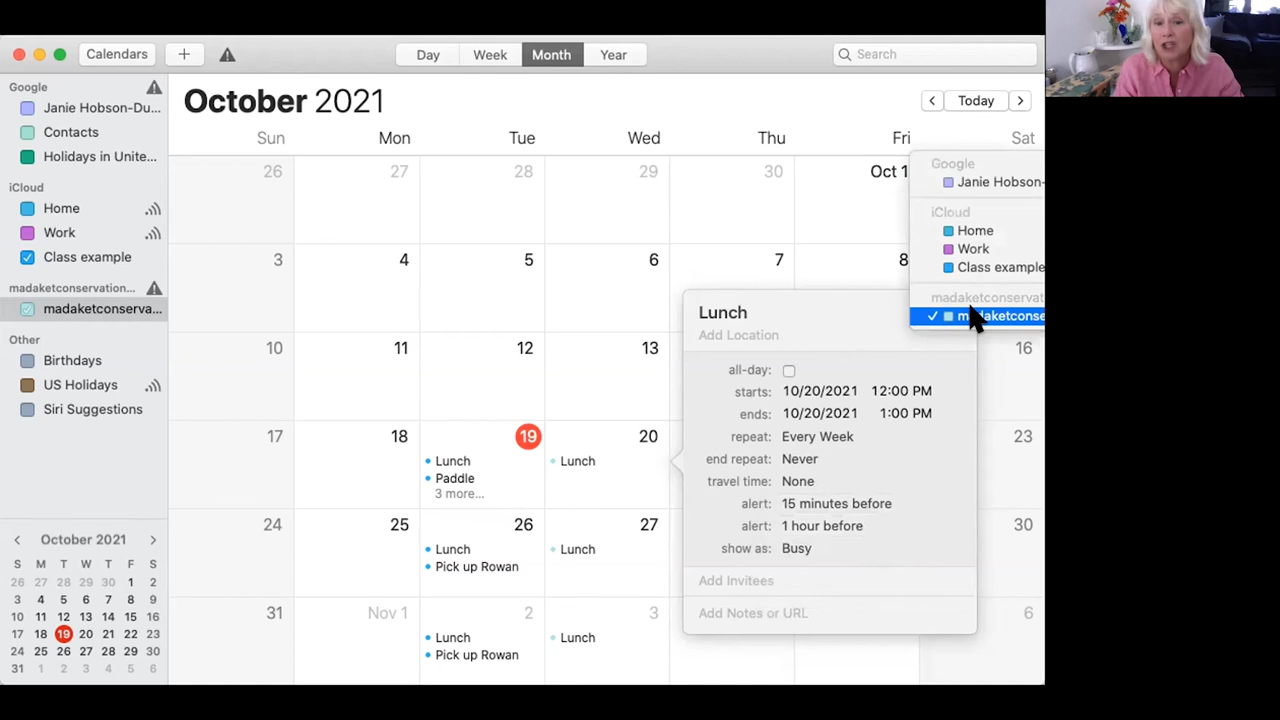 Calendars
+
Day Week Month Year
Search
Google
Janie Hobson-Du...
Contacts
Holidays in Unite...
iCloud
Home
Work
Class example
madaketconservation...
madaketconserva...
Other
Birthdays
US Holidays
Siri Suggestions
October 2021
S M T W T F S
26 27 28 29 30 1 2
3 4 5 6 7 8 9
10 11 12 13 14 15 16
17 18 19 20 21 22 23
24 25 26 27 28 29 30
31 1 2 3 4 5 6
October 2021
Today
Sun Mon Tue Wed Thu Fri Sat
26 27 28 29 30 Oct 1
3 4 5 6 7 8
10 11 12 13 16
17 18 19 20 23
Lunch Lunch
Paddle
3 more...
24 25 26 27 30
Lunch Lunch
Pick up Rowan
31 Nov 1 2 3 6
Lunch Lunch
Pick up Rowan
Google
Janie Hobson-
iCloud
Home
Work
Class example
madaketconservat
madaketconse
Lunch
Add Location
all-day:
starts: 10/20/2021 12:00 PM
ends: 10/20/2021 1:00 PM
repeat: Every Week
end repeat: Never
travel time: None
alert: 15 minutes before
alert: 1 hour before
show as: Busy
Add Invitees
Add Notes or URL